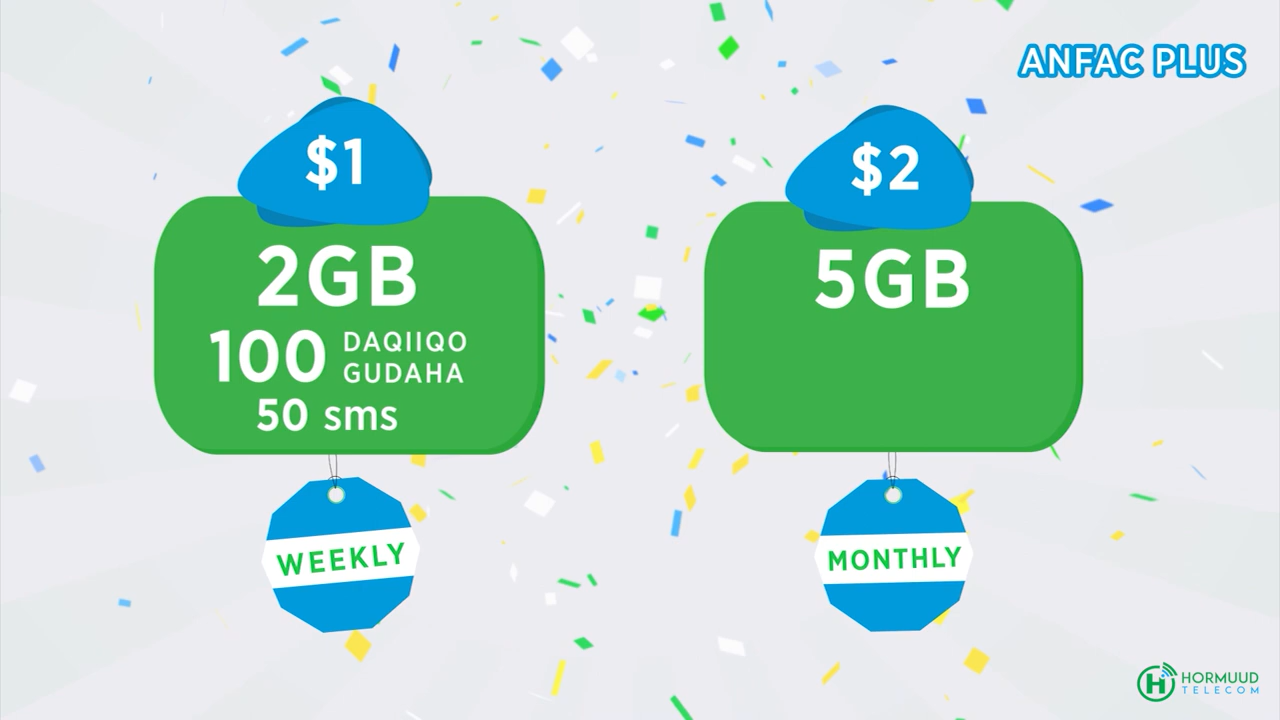 ANFAC PLUS
$1
2GB
100 DAQIIQO
GUDAHA
50 sms
WEEKLY
$2
5GB
MONTHLY
HORMUUD
TELECOM